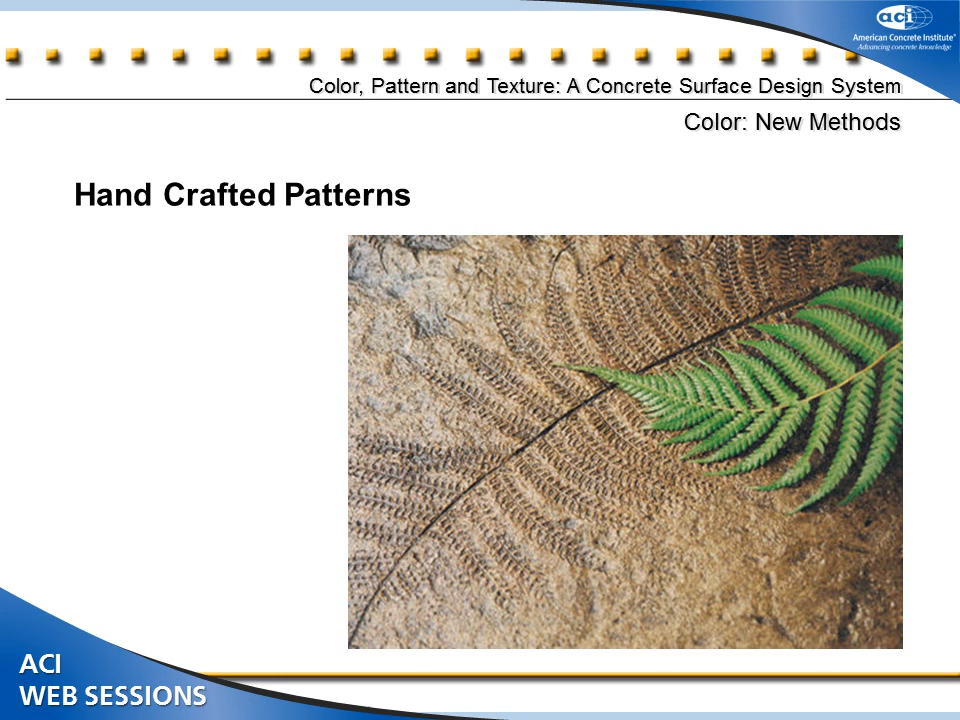 aci
American Concrete Institute®
Advancing concrete knowledge
Color, Pattern and Texture: A Concrete Surface Design System
Color: New Methods
Hand Crafted Patterns
ACI
WEB SESSIONS